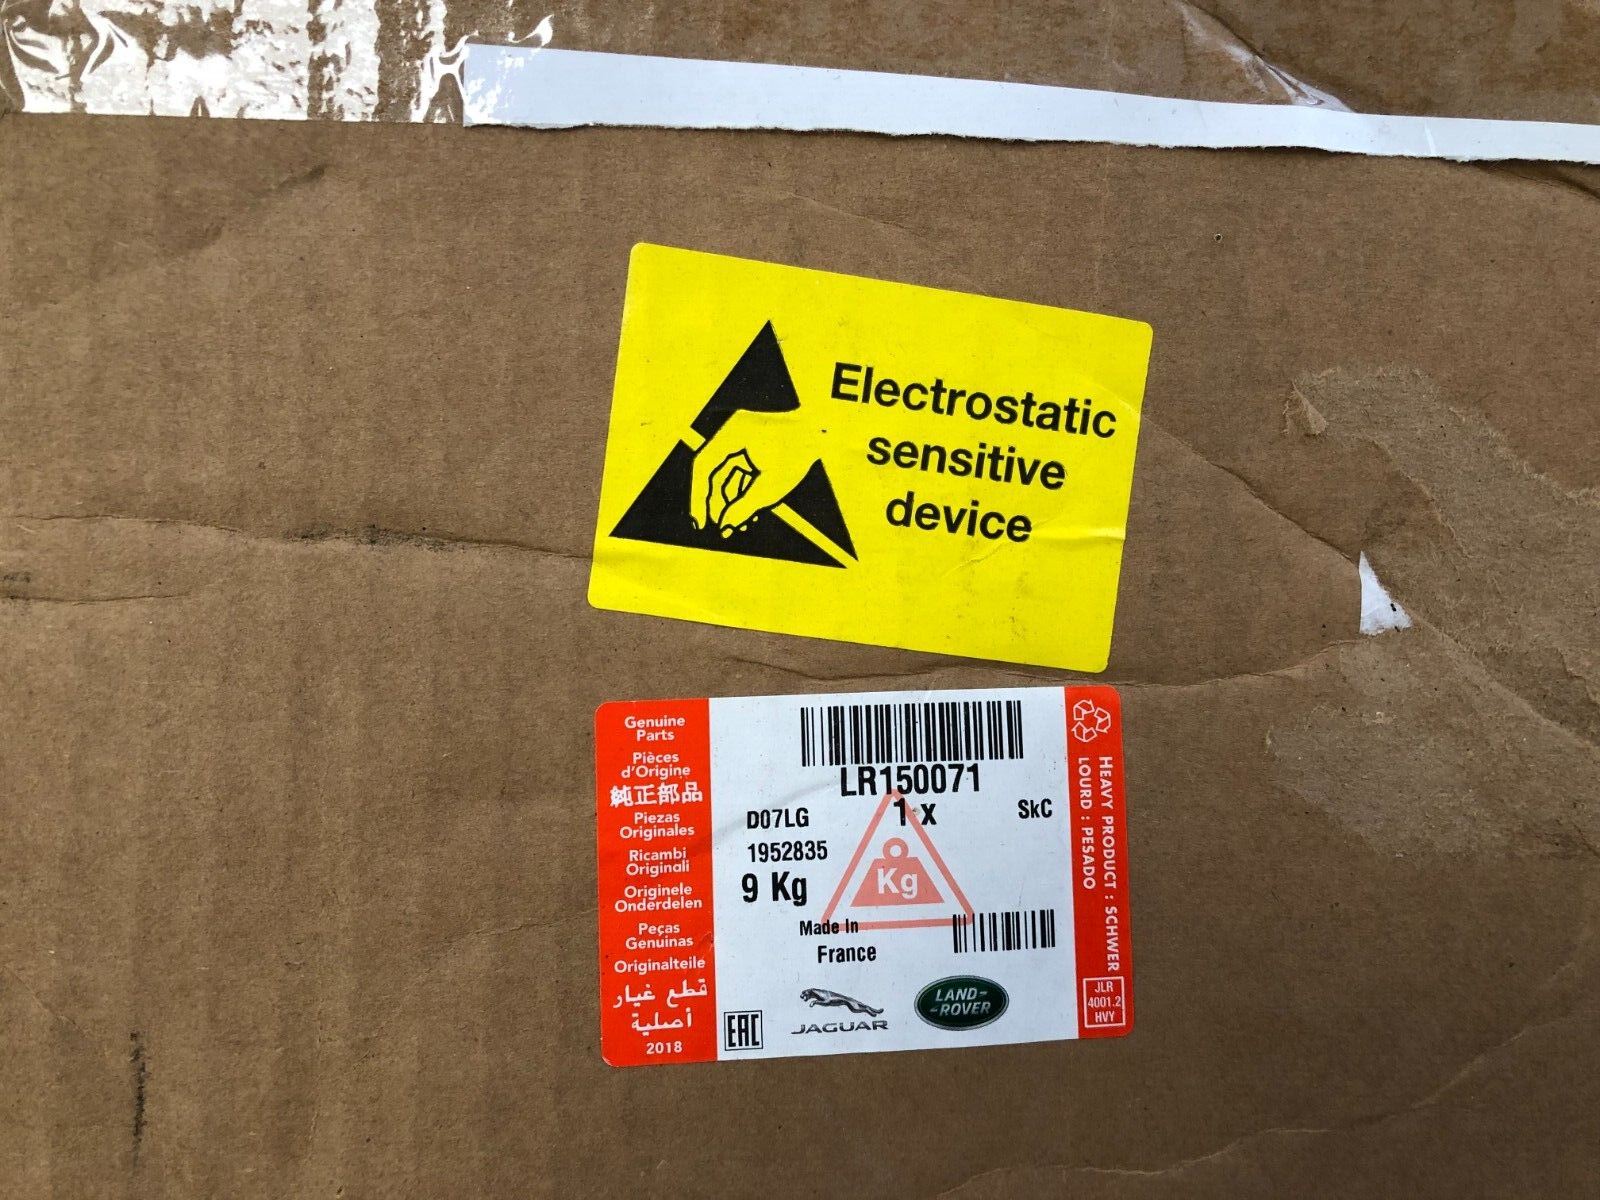 Electrostatic
sensitive
device
Genuine
Parts
Pièces
d'Origine
純正部品
Piezas
Originales
Ricambi
Originali
Originele
Onderdelen
Peças
Genuinas
Originalteile
قطع غيار
أصلية
2018
LR150071
1 x
D07LG
SkC
1952835
9 Kg
Kg
Made In
France
EAC
JAGUAR
LAND-
-ROVER
HEAVY PRODUCT : SCHWER
LOURD : PESADO
JLR
4001.2
HVY